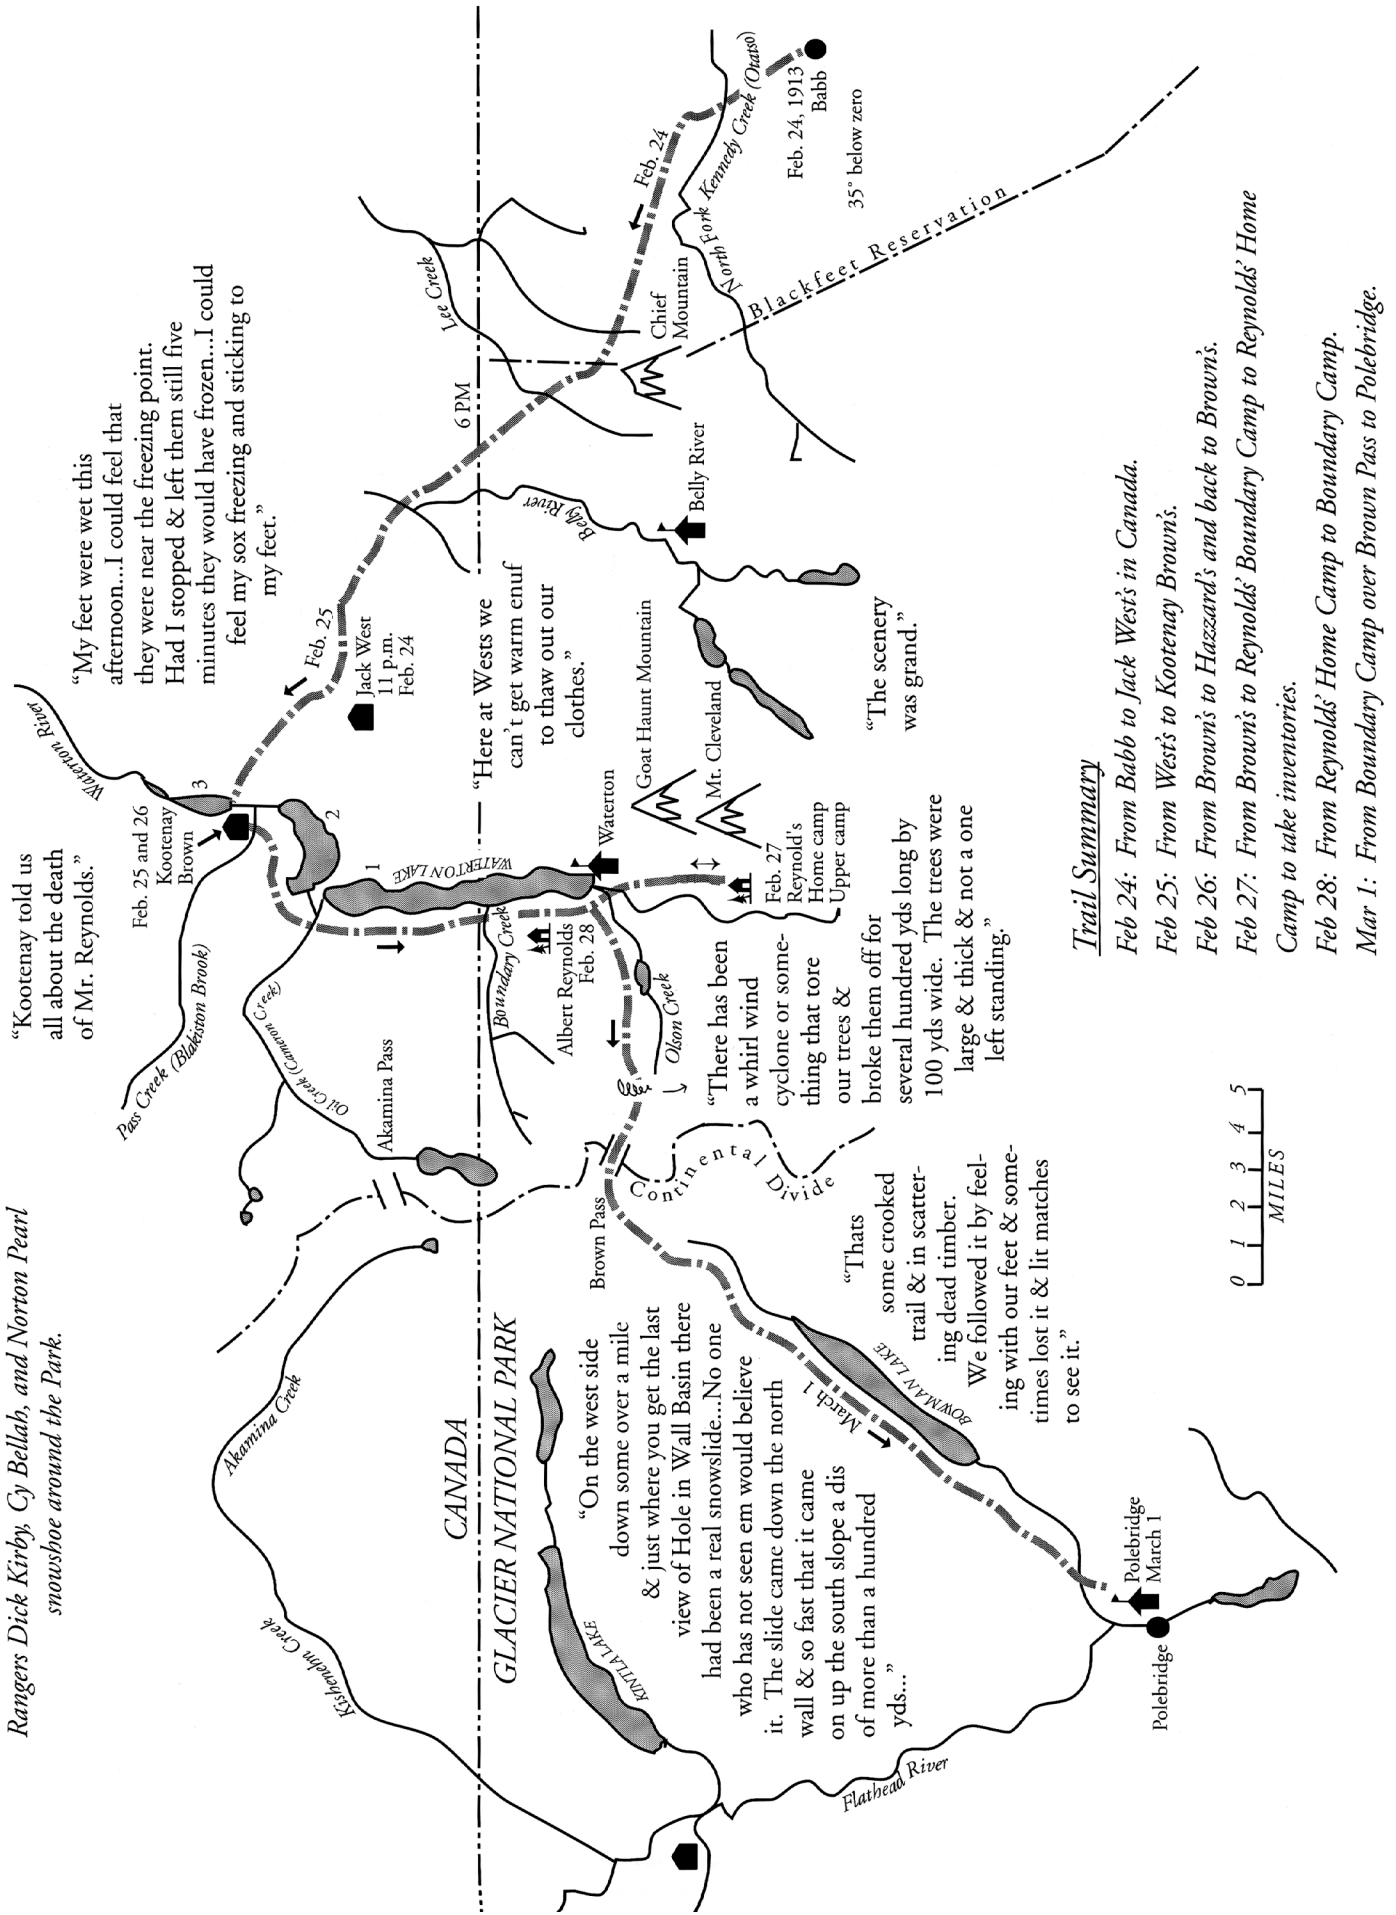 Rangers Dick Kirby, Cy Bellah, and Norton Pearl
snowshoe around the Park.
"Kootenay told us
all about the death
of Mr. Reynolds."
"My feet were wet this
afternoon...I could feel that
they were near the freezing point.
Had I stopped & left them still five
minutes they would have frozen...I could
feel my sox freezing and sticking to
my feet."
Waterton River
3
Feb. 25 and 26
Kootenay
Brown
2
Pass Creek (Blakiston Brook)
Oil Creek (Cameron Creek)
Akamina Pass
1
WATERTON LAKE
Feb. 25
Jack West
11 p.m.
Feb. 24
Akamina Creek
Kishenehn Creek
6 PM
Lee Creek
CANADA
GLACIER NATIONAL PARK
"Here at Wests we
can't get warm enuf
to thaw out our
clothes."
Boundary Creek
Albert Reynolds
Feb. 28
Waterton
Belly River
Belly River
Feb. 24
Chief
Mountain
North Fork Kennedy Creek (Otatso)
Feb. 24, 1913
Babb
35° below zero
Blackfeet Reservation
Goat Haunt Mountain
Mt. Cleveland
Feb. 27
Reynold's
Home camp
Upper camp
"The scenery
was grand."
Olson Creek
Brown Pass
Continental
Divide
"There has been
a whirl wind
cyclone or some-
thing that tore
our trees &
broke them off for
several hundred yds long by
100 yds wide. The trees were
large & thick & not a one
left standing."
KINTLA LAKE
"On the west side
down some over a mile
& just where you get the last
view of Hole in Wall Basin there
had been a real snowslide...No one
who has not seen em would believe
it. The slide came down the north
wall & so fast that it came
on up the south slope a dis
of more than a hundred
yds..."
March 1
BOWMAN LAKE
"Thats
some crooked
trail & in scatter-
ing dead timber.
We followed it by feel-
ing with our feet & some-
times lost it & lit matches
to see it."
Flathead River
Polebridge
March 1
Polebridge
0 1 2 3 4 5
MILES
Trail Summary
Feb 24: From Babb to Jack West's in Canada.
Feb 25: From West's to Kootenay Brown's.
Feb 26: From Brown's to Hazzard's and back to Brown's.
Feb 27: From Brown's to Reynolds' Boundary Camp to Reynolds' Home
Camp to take inventories.
Feb 28: From Reynolds' Home Camp to Boundary Camp.
Mar 1: From Boundary Camp over Brown Pass to Polebridge.